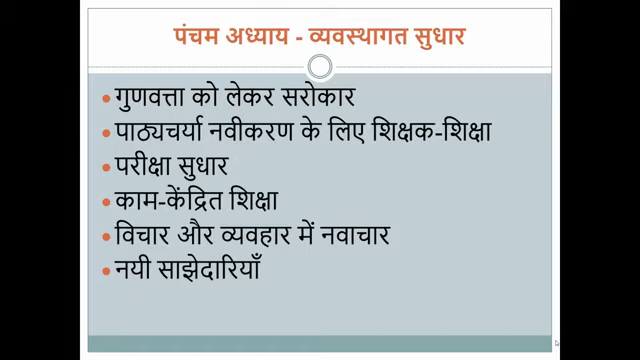 पंचम अध्याय - व्यवस्थागत सुधार
गुणवत्ता को लेकर सरोकार
पाठ्यचर्या नवीकरण के लिए शिक्षक-शिक्षा
परीक्षा सुधार
काम-केंद्रित शिक्षा
विचार और व्यवहार में नवाचार
नयी साझेदारियाँ